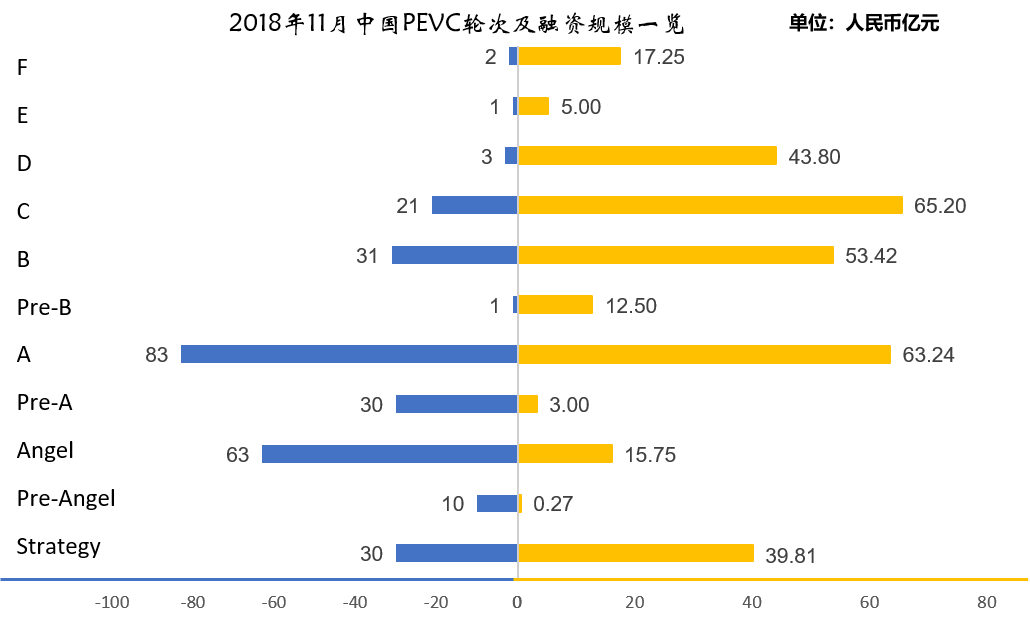 2018年11月中国PEVC轮次及融资规模一览
单位：人民币亿元
F 2 17.25
E 1 5.00
D 3 43.80
C 21 65.20
B 31 53.42
Pre-B 1 12.50
A 83 63.24
Pre-A 30 3.00
Angel 63 15.75
Pre-Angel 10 0.27
Strategy 30 39.81
-100 -80 -60 -40 -20 0 20 40 60 80